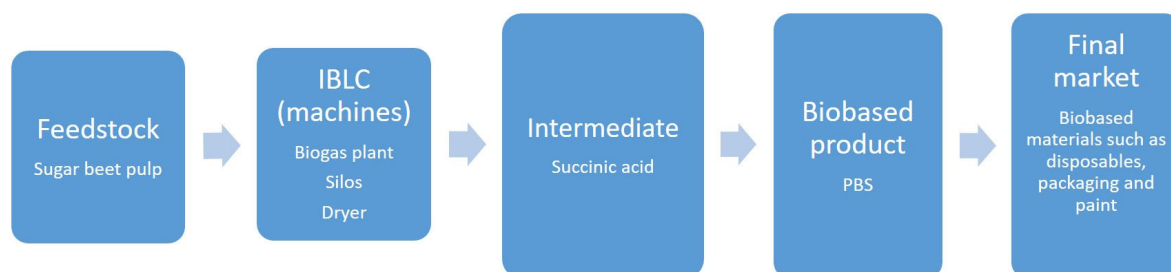 Feedstock
Sugar beet pulp
IBLC
(machines)
Biogas plant
Silos
Dryer
Intermediate
Succinic acid
Biobased
product
PBS
Final
market
Biobased
materials such as
disposables,
packaging and
paint